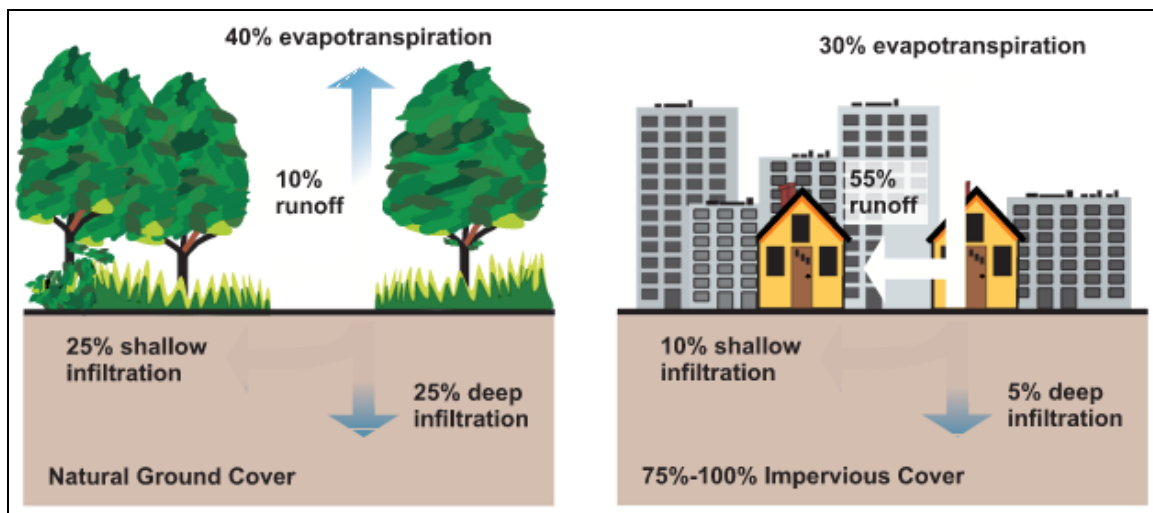 40% evapotranspiration
10%
runoff
25% shallow
infiltration
25% deep
infiltration
Natural Ground Cover
30% evapotranspiration
55%
runoff
10% shallow
infiltration
5% deep
infiltration
75%-100% Impervious Cover